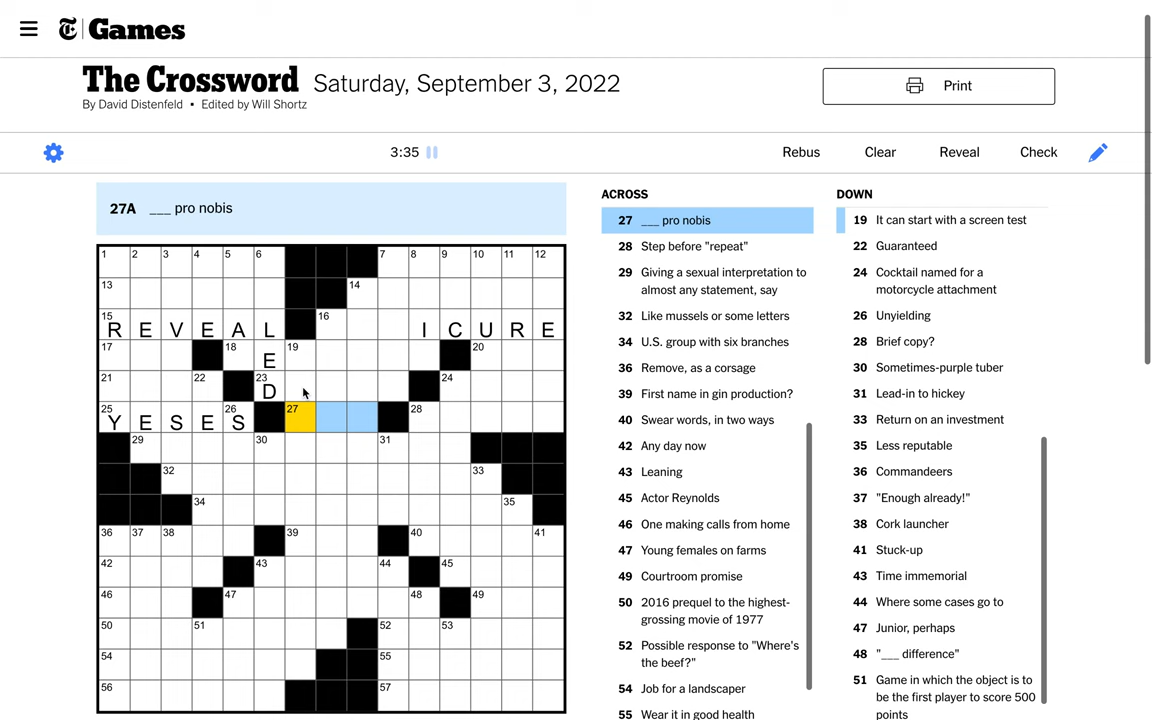 Games
The Crossword Saturday, September 3, 2022
Print
By David Distenfeld • Edited by Will Shortz
3:35
Rebus Clear Reveal Check
27A ___ pro nobis
1 2 3 4 5 6 7 8 9 10 11 12
13 14
15 16
R E V E A L I C U R E
17 18 19 20
E
21 22 23 24
D
25 26 27 28
Y E S E S
29 30 31
32 33
34 35
36 37 38 39 40 41
42 43 44 45
46 47 48 49
50 51 52 53
54 55
56 57
ACROSS
27 ___ pro nobis
28 Step before "repeat"
29 Giving a sexual interpretation to
almost any statement, say
32 Like mussels or some letters
34 U.S. group with six branches
36 Remove, as a corsage
39 First name in gin production?
40 Swear words, in two ways
42 Any day now
43 Leaning
45 Actor Reynolds
46 One making calls from home
47 Young females on farms
49 Courtroom promise
50 2016 prequel to the highest-
grossing movie of 1977
52 Possible response to "Where's
the beef?"
54 Job for a landscaper
55 Wear it in good health
DOWN
19 It can start with a screen test
22 Guaranteed
24 Cocktail named for a
motorcycle attachment
26 Unyielding
28 Brief copy?
30 Sometimes-purple tuber
31 Lead-in to hockey
33 Return on an investment
35 Less reputable
36 Commandeers
37 "Enough already!"
38 Cork launcher
41 Stuck-up
43 Time immemorial
44 Where some cases go to
47 Junior, perhaps
48 "___ difference"
51 Game in which the object is to
be the first player to score 500
points